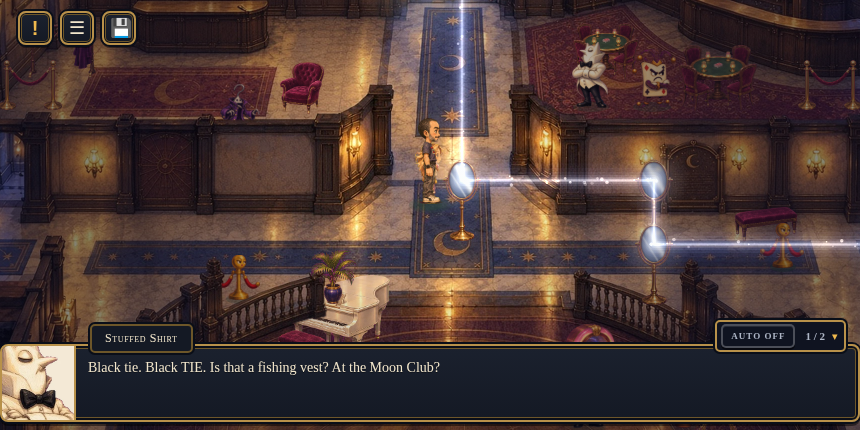 !
STUFFED SHIRT
AUTO OFF
1 / 2
Black tie. Black TIE. Is that a fishing vest? At the Moon Club?